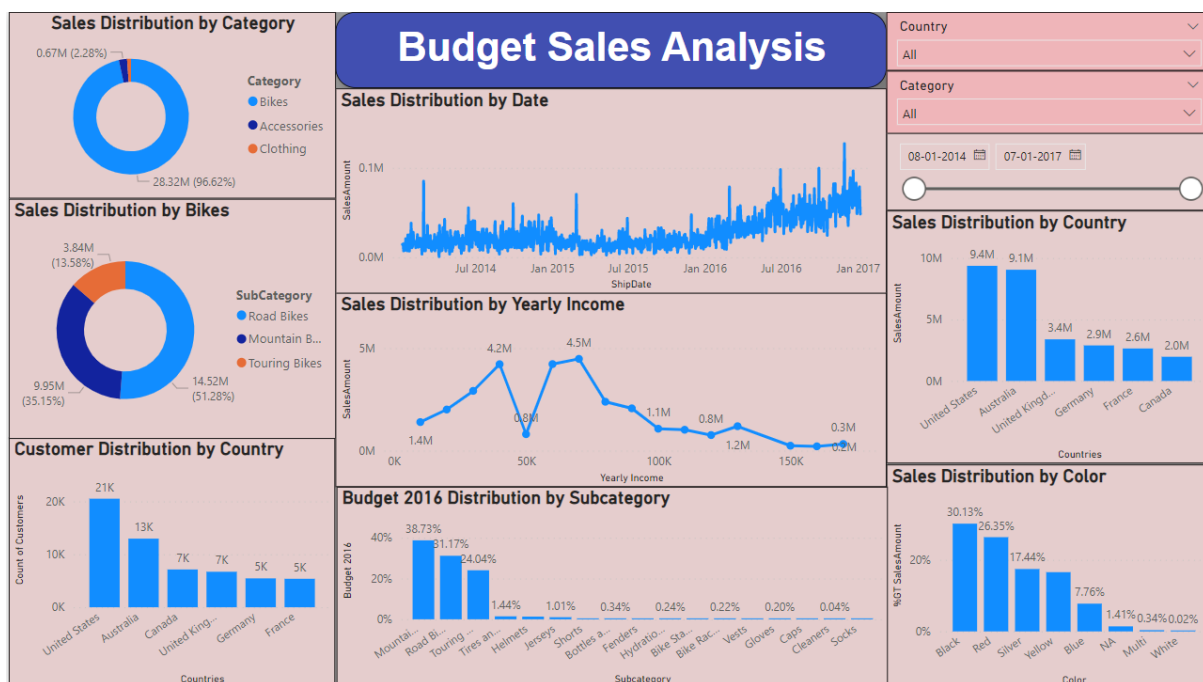 Sales Distribution by Category
0.67M (2.28%)
Category
Bikes
Accessories
Clothing
28.32M (96.62%)
Budget Sales Analysis
Country
All
Category
All
08-01-2014
07-01-2017
Sales Distribution by Date
SalesAmount
0.1M
0.0M
Jul 2014
Jan 2015
Jul 2015
Jan 2016
Jul 2016
Jan 2017
ShipDate
Sales Distribution by Bikes
3.84M
(13.58%)
SubCategory
Road Bikes
Mountain B...
Touring Bikes
9.95M
(35.15%)
14.52M
(51.28%)
Sales Distribution by Yearly Income
SalesAmount
5M
0M
1.4M
4.2M
0.8M
4.5M
1.1M
0.8M
1.2M
0.3M
0.2M
0K
50K
100K
150K
Yearly Income
Sales Distribution by Country
SalesAmount
10M
5M
0M
9.4M
9.1M
3.4M
2.9M
2.6M
2.0M
United States
Australia
United Kingd...
Germany
France
Canada
Countries
Customer Distribution by Country
Count of Customers
20K
10K
0K
21K
13K
7K
7K
5K
5K
United States
Australia
Canada
United King...
Germany
France
Countries
Budget 2016 Distribution by Subcategory
Budget 2016
40%
20%
0%
38.73%
31.17%
24.04%
1.44%
1.01%
0.34%
0.24%
0.22%
0.20%
0.04%
Mountai...
Road Bi...
Touring ...
Tires an...
Helmets
Jerseys
Shorts
Bottles a...
Fenders
Hydratio...
Bike Sta...
Bike Rac...
Vests
Gloves
Caps
Cleaners
Socks
Subcategory
Sales Distribution by Color
%GT SalesAmount
20%
0%
30.13%
26.35%
17.44%
7.76%
1.41%
0.34%
0.02%
Black
Red
Silver
Yellow
Blue
NA
Multi
White
Color